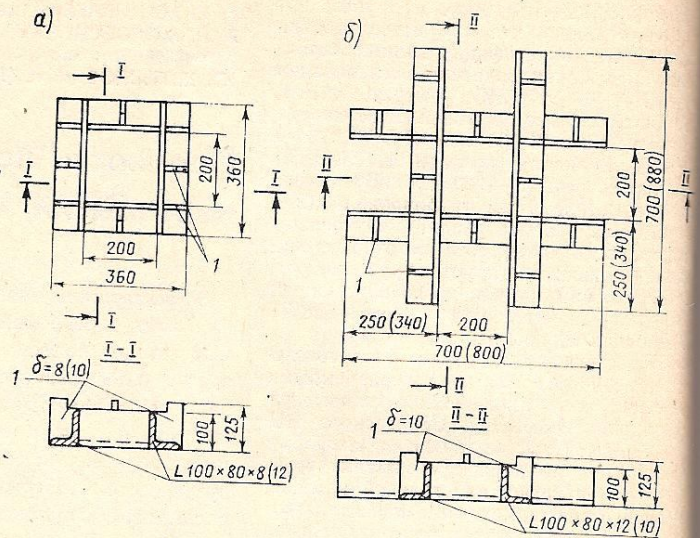 а)
I
I
I
200
360
200
360
1
I
I-I
1 δ=8(10)
100
125
L100×80×8(12)
б)
II
II
II
200
700(880)
250(340)
1
250(340)
200
700(800)
II
II-II
1 δ=10
100
125
L100×80×12(10)